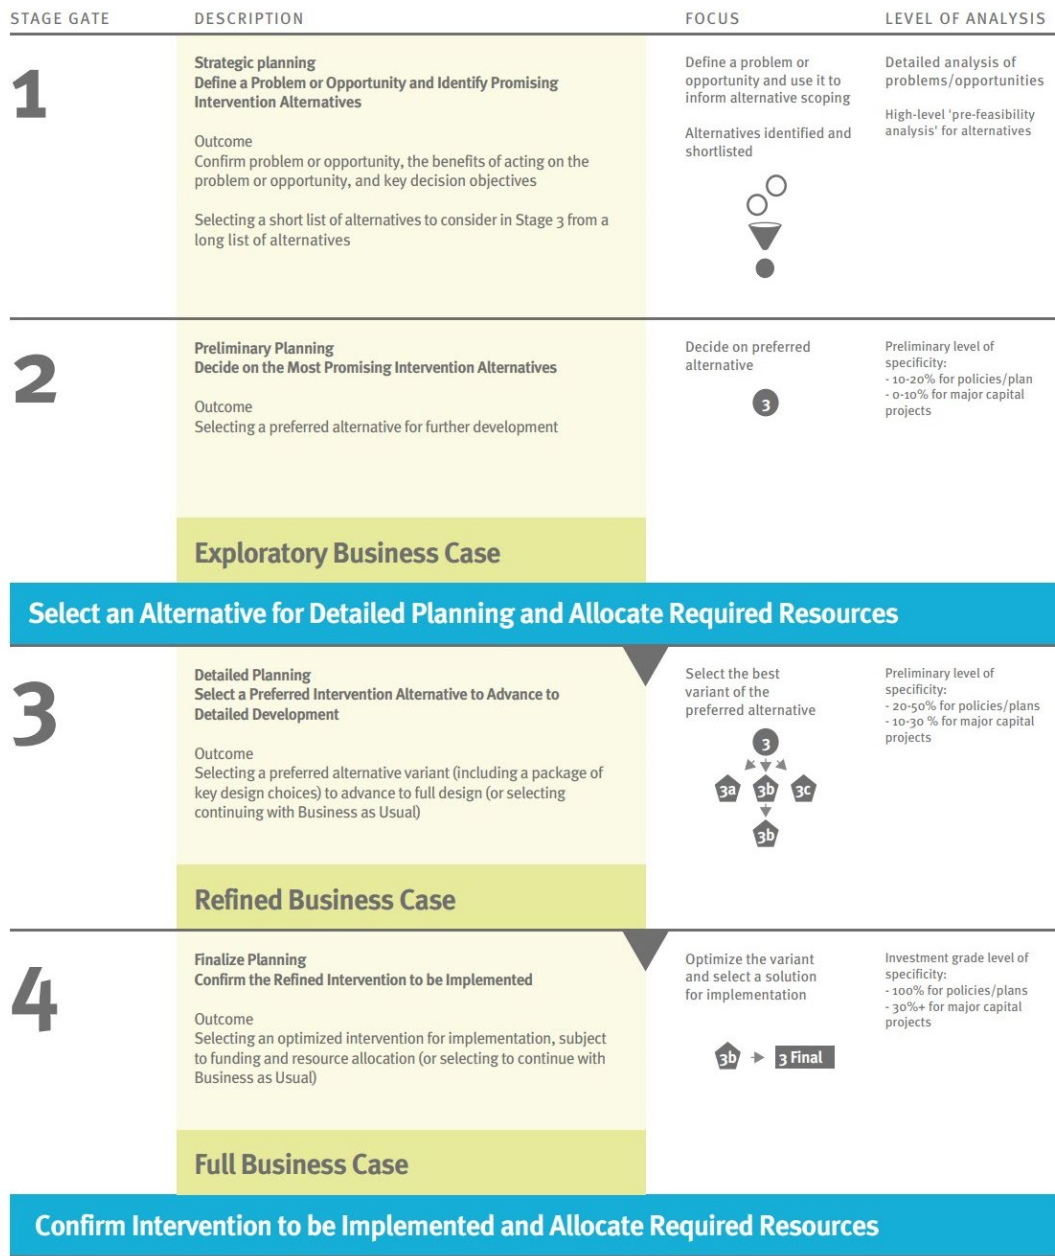 STAGE GATE
DESCRIPTION
FOCUS
LEVEL OF ANALYSIS
1
Strategic planning
Define a Problem or Opportunity and Identify Promising
Intervention Alternatives
Outcome
Confirm problem or opportunity, the benefits of acting on the
problem or opportunity, and key decision objectives
Selecting a short list of alternatives to consider in Stage 3 from a
long list of alternatives
Define a problem or
opportunity and use it to
inform alternative scoping
Alternatives identified and
shortlisted
Detailed analysis of
problems/opportunities
High-level 'pre-feasibility
analysis' for alternatives
2
Preliminary Planning
Decide on the Most Promising Intervention Alternatives
Outcome
Selecting a preferred alternative for further development
Exploratory Business Case
Decide on preferred
alternative
3
Preliminary level of
specificity:
- 10-20% for policies/plan
- 0-10% for major capital
projects
Select an Alternative for Detailed Planning and Allocate Required Resources
3
Detailed Planning
Select a Preferred Intervention Alternative to Advance to
Detailed Development
Outcome
Selecting a preferred alternative variant (including a package of
key design choices) to advance to full design (or selecting
continuing with Business as Usual)
Refined Business Case
Select the best
variant of the
preferred alternative
3
3a 3b 3c
3b
Preliminary level of
specificity:
- 20-50% for policies/plans
- 10-30 % for major capital
projects
4
Finalize Planning
Confirm the Refined Intervention to be Implemented
Outcome
Selecting an optimized intervention for implementation, subject
to funding and resource allocation (or selecting to continue with
Business as Usual)
Full Business Case
Optimize the variant
and select a solution
for implementation
3b 3 Final
Investment grade level of
specificity:
- 100% for policies/plans
- 30%+ for major capital
projects
Confirm Intervention to be Implemented and Allocate Required Resources